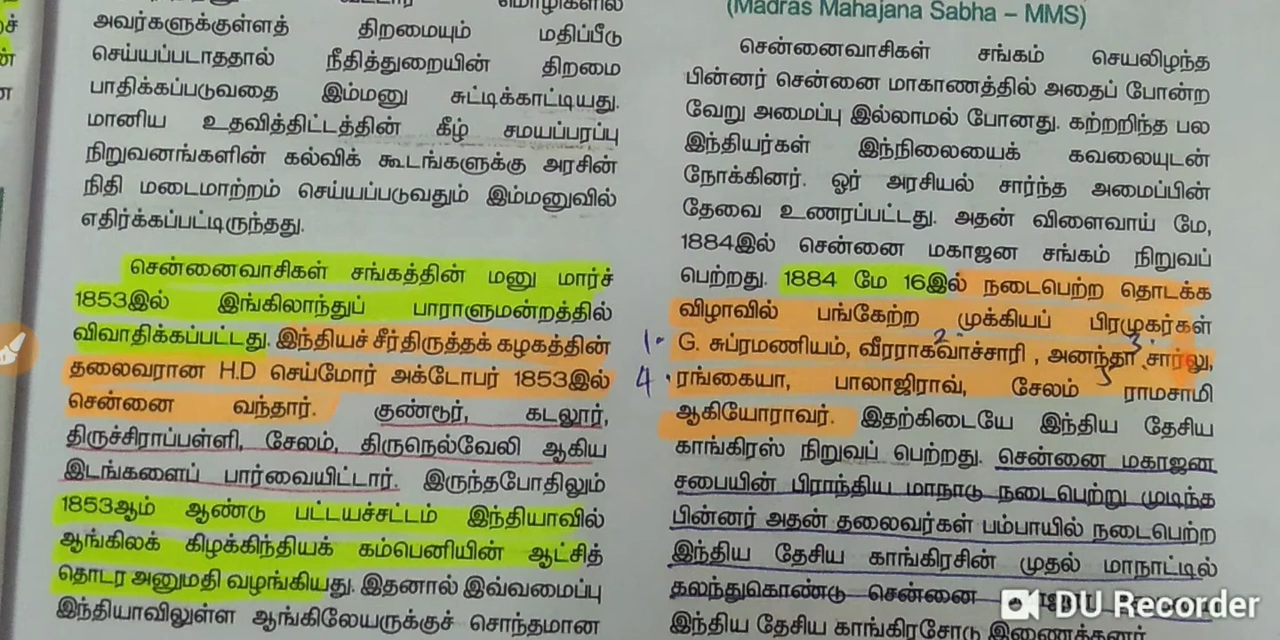 அவர்களுக்குள்ளத் திறமையும் மதிப்பீடு
செய்யப்படாததால் நீதித்துறையின் திறமை
பாதிக்கப்படுவதை இம்மனு சுட்டிக்காட்டியது.
மானிய உதவித்திட்டத்தின் கீழ் சமயப்பரப்பு
நிறுவனங்களின் கல்விக் கூடங்களுக்கு அரசின்
நிதி மடைமாற்றம் செய்யப்படுவதும் இம்மனுவில்
எதிர்க்கப்பட்டிருந்தது.
சென்னைவாசிகள் சங்கத்தின் மனு மார்ச்
1853இல் இங்கிலாந்துப் பாராளுமன்றத்தில்
விவாதிக்கப்பட்டது. இந்தியச் சீர்திருத்தக் கழகத்தின்
தலைவரான H.D செய்மோர் அக்டோபர் 1853இல்
சென்னை வந்தார். குண்டூர், கடலூர்,
திருச்சிராப்பள்ளி, சேலம், திருநெல்வேலி ஆகிய
இடங்களைப் பார்வையிட்டார். இருந்தபோதிலும்
1853ஆம் ஆண்டு பட்டயச்சட்டம் இந்தியாவில்
ஆங்கிலக் கிழக்கிந்தியக் கம்பெனியின் ஆட்சித்
தொடர அனுமதி வழங்கியது. இதனால் இவ்வமைப்பு
இந்தியாவிலுள்ள ஆங்கிலேயருக்குச் சொந்தமான
(Madras Mahajana Sabha – MMS)
சென்னைவாசிகள் சங்கம் செயலிழந்த
பின்னர் சென்னை மாகாணத்தில் அதைப் போன்ற
வேறு அமைப்பு இல்லாமல் போனது. கற்றறிந்த பல
இந்தியர்கள் இந்நிலையைக் கவலையுடன்
நோக்கினர். ஓர் அரசியல் சார்ந்த அமைப்பின்
தேவை உணரப்பட்டது. அதன் விளைவாய் மே,
1884இல் சென்னை மகாஜன சங்கம் நிறுவப்
பெற்றது. 1884 மே 16இல் நடைபெற்ற தொடக்க
விழாவில் பங்கேற்ற முக்கியப் பிரமுகர்கள்
1. G. சுப்ரமணியம், வீரராகவாச்சாரி 2, அனந்தா சார்லு, 3
4. ரங்கையா, பாலாஜிராவ், 5 சேலம் ராமசாமி
ஆகியோராவர். இதற்கிடையே இந்திய தேசிய
காங்கிரஸ் நிறுவப் பெற்றது. சென்னை மகாஜன
சபையின் பிராந்திய மாநாடு நடைபெற்று முடிந்த
பின்னர் அதன் தலைவர்கள் பம்பாயில் நடைபெற்ற
இந்திய தேசிய காங்கிரசின் முதல் மாநாட்டில்
கலந்துகொண்டு சென்னை
இந்திய தேசிய காங்கிரசோடு இணைத்தனர்.
DU Recorder